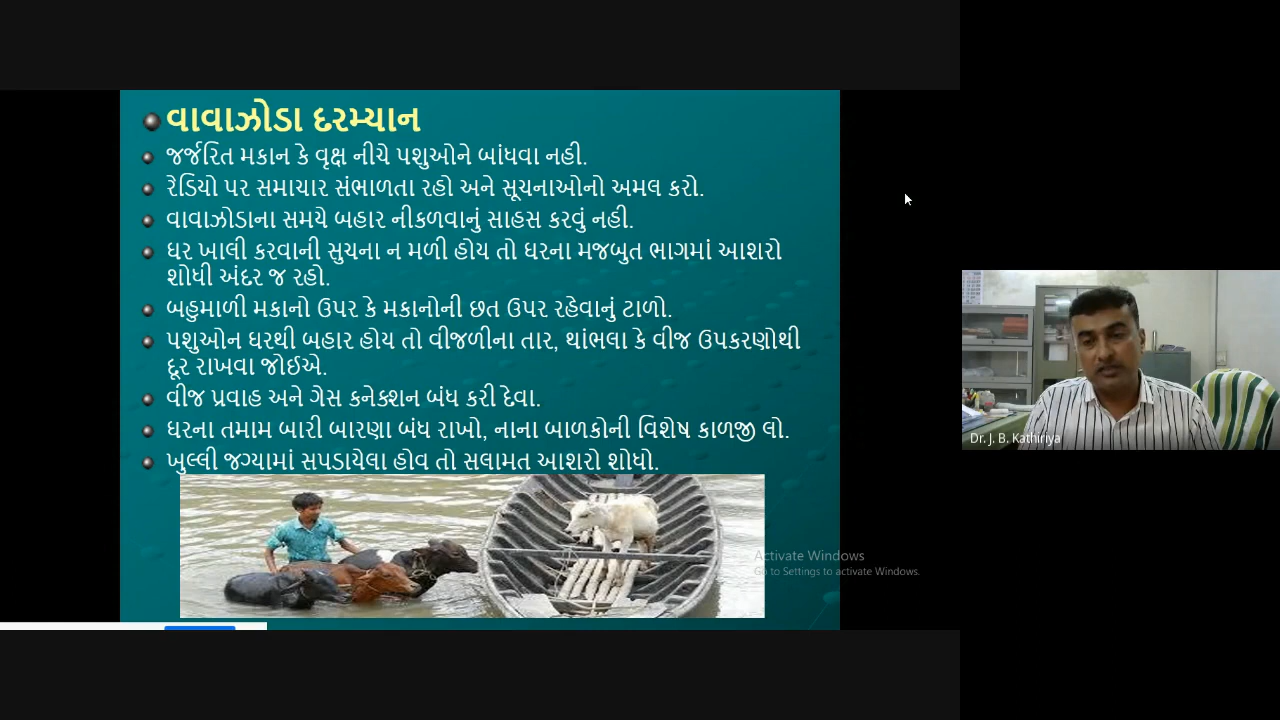 વાવાઝોડા દરમ્યાન
જર્જરિત મકાન કે વૃક્ષ નીચે પશુઓને બાંધવા નહી.
રેડિયો પર સમાચાર સંભાળતા રહો અને સૂચનાઓનો અમલ કરો.
વાવાઝોડાના સમયે બહાર નીકળવાનું સાહસ કરવું નહી.
ઘર ખાલી કરવાની સુચના ન મળી હોય તો ઘરના મજબુત ભાગમાં આશરો
શોધી અંદર જ રહો.
બહુમાળી મકાનો ઉપર કે મકાનોની છત ઉપર રહેવાનું ટાળો.
પશુઓન ઘરથી બહાર હોય તો વીજળીના તાર, થાંભલા કે વીજ ઉપકરણોથી
દૂર રાખવા જોઈએ.
વીજ પ્રવાહ અને ગેસ કનેક્શન બંધ કરી દેવા.
ઘરના તમામ બારી બારણા બંધ રાખો, નાના બાળકોની વિશેષ કાળજી લો.
ખુલ્લી જગ્યામાં સપડાયેલા હોવ તો સલામત આશરો શોધો.
Activate Windows
Go to Settings to activate Windows.
Dr. J. B. Kathiriya